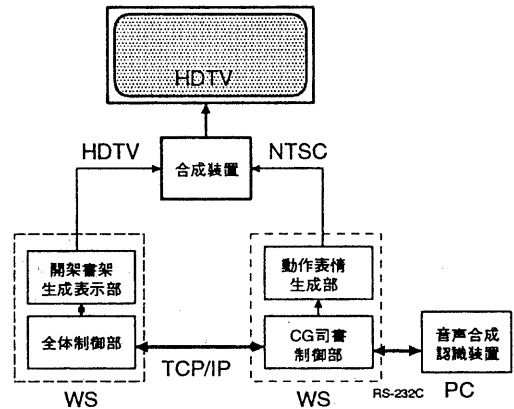 HDTV
HDTV
NTSC
合成装置
開架書架
生成表示部
動作表情
生成部
全体制御部
CG司書
制御部
音声合成
認識装置
TCP/IP
RS-232C
PC
WS
WS